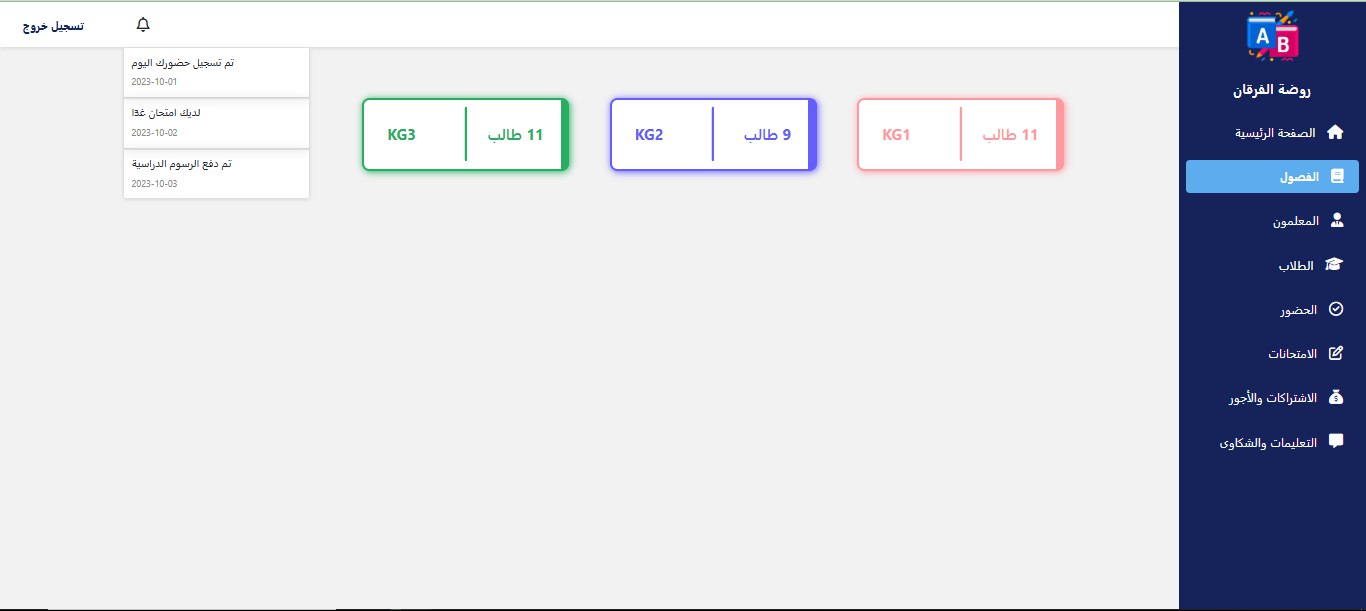 A B
روضة الفرقان
الصفحة الرئيسية
الفصول
المعلمون
الطلاب
الحضور
الامتحانات
الاشتراكات والأجور
التعليمات والشكاوى
تسجيل خروج
تم تسجيل حضورك اليوم
2023-10-01
لديك امتحان غدًا
2023-10-02
تم دفع الرسوم الدراسية
2023-10-03
11 طالب KG1
9 طالب KG2
11 طالب KG3